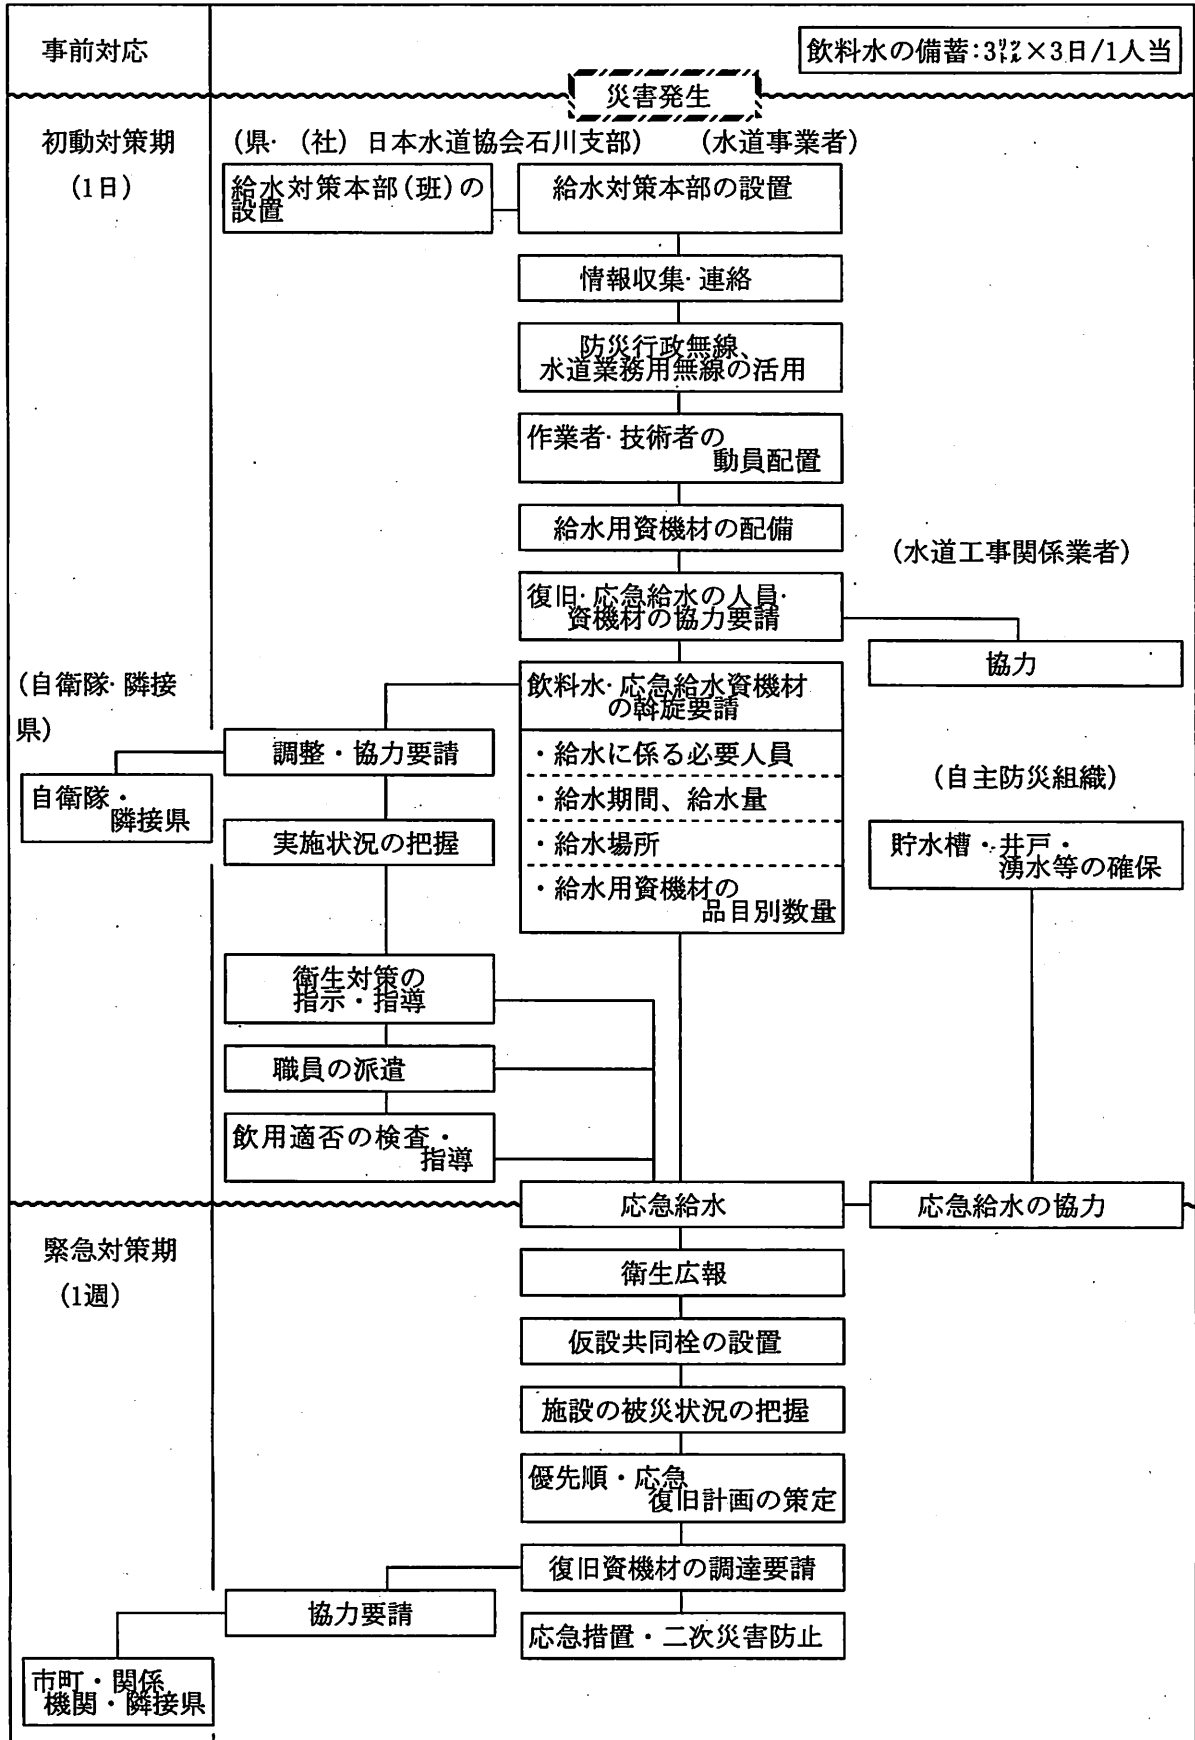 事前対応
飲料水の備蓄:3㍑×3日/1人当
災害発生
初動対策期
(1日)
(県・(社)日本水道協会石川支部)
(水道事業者)
給水対策本部(班)の
設置
給水対策本部の設置
情報収集・連絡
防災行政無線、
水道業務用無線の活用
作業者・技術者の
動員配置
給水用資機材の配備
(水道工事関係業者)
復旧・応急給水の人員・
資機材の協力要請
協力
(自衛隊・隣接
県)
飲料水・応急給水資機材
の斡旋要請
調整・協力要請
・給水に係る必要人員
(自主防災組織)
自衛隊・
隣接県
・給水期間、給水量
実施状況の把握
・給水場所
貯水槽・井戸・
湧水等の確保
・給水用資機材の
品目別数量
衛生対策の
指示・指導
職員の派遣
飲用適否の検査・
指導
応急給水
応急給水の協力
緊急対策期
(1週)
衛生広報
仮設共同栓の設置
施設の被災状況の把握
優先順・応急
復旧計画の策定
復旧資機材の調達要請
協力要請
応急措置・二次災害防止
市町・関係
機関・隣接県